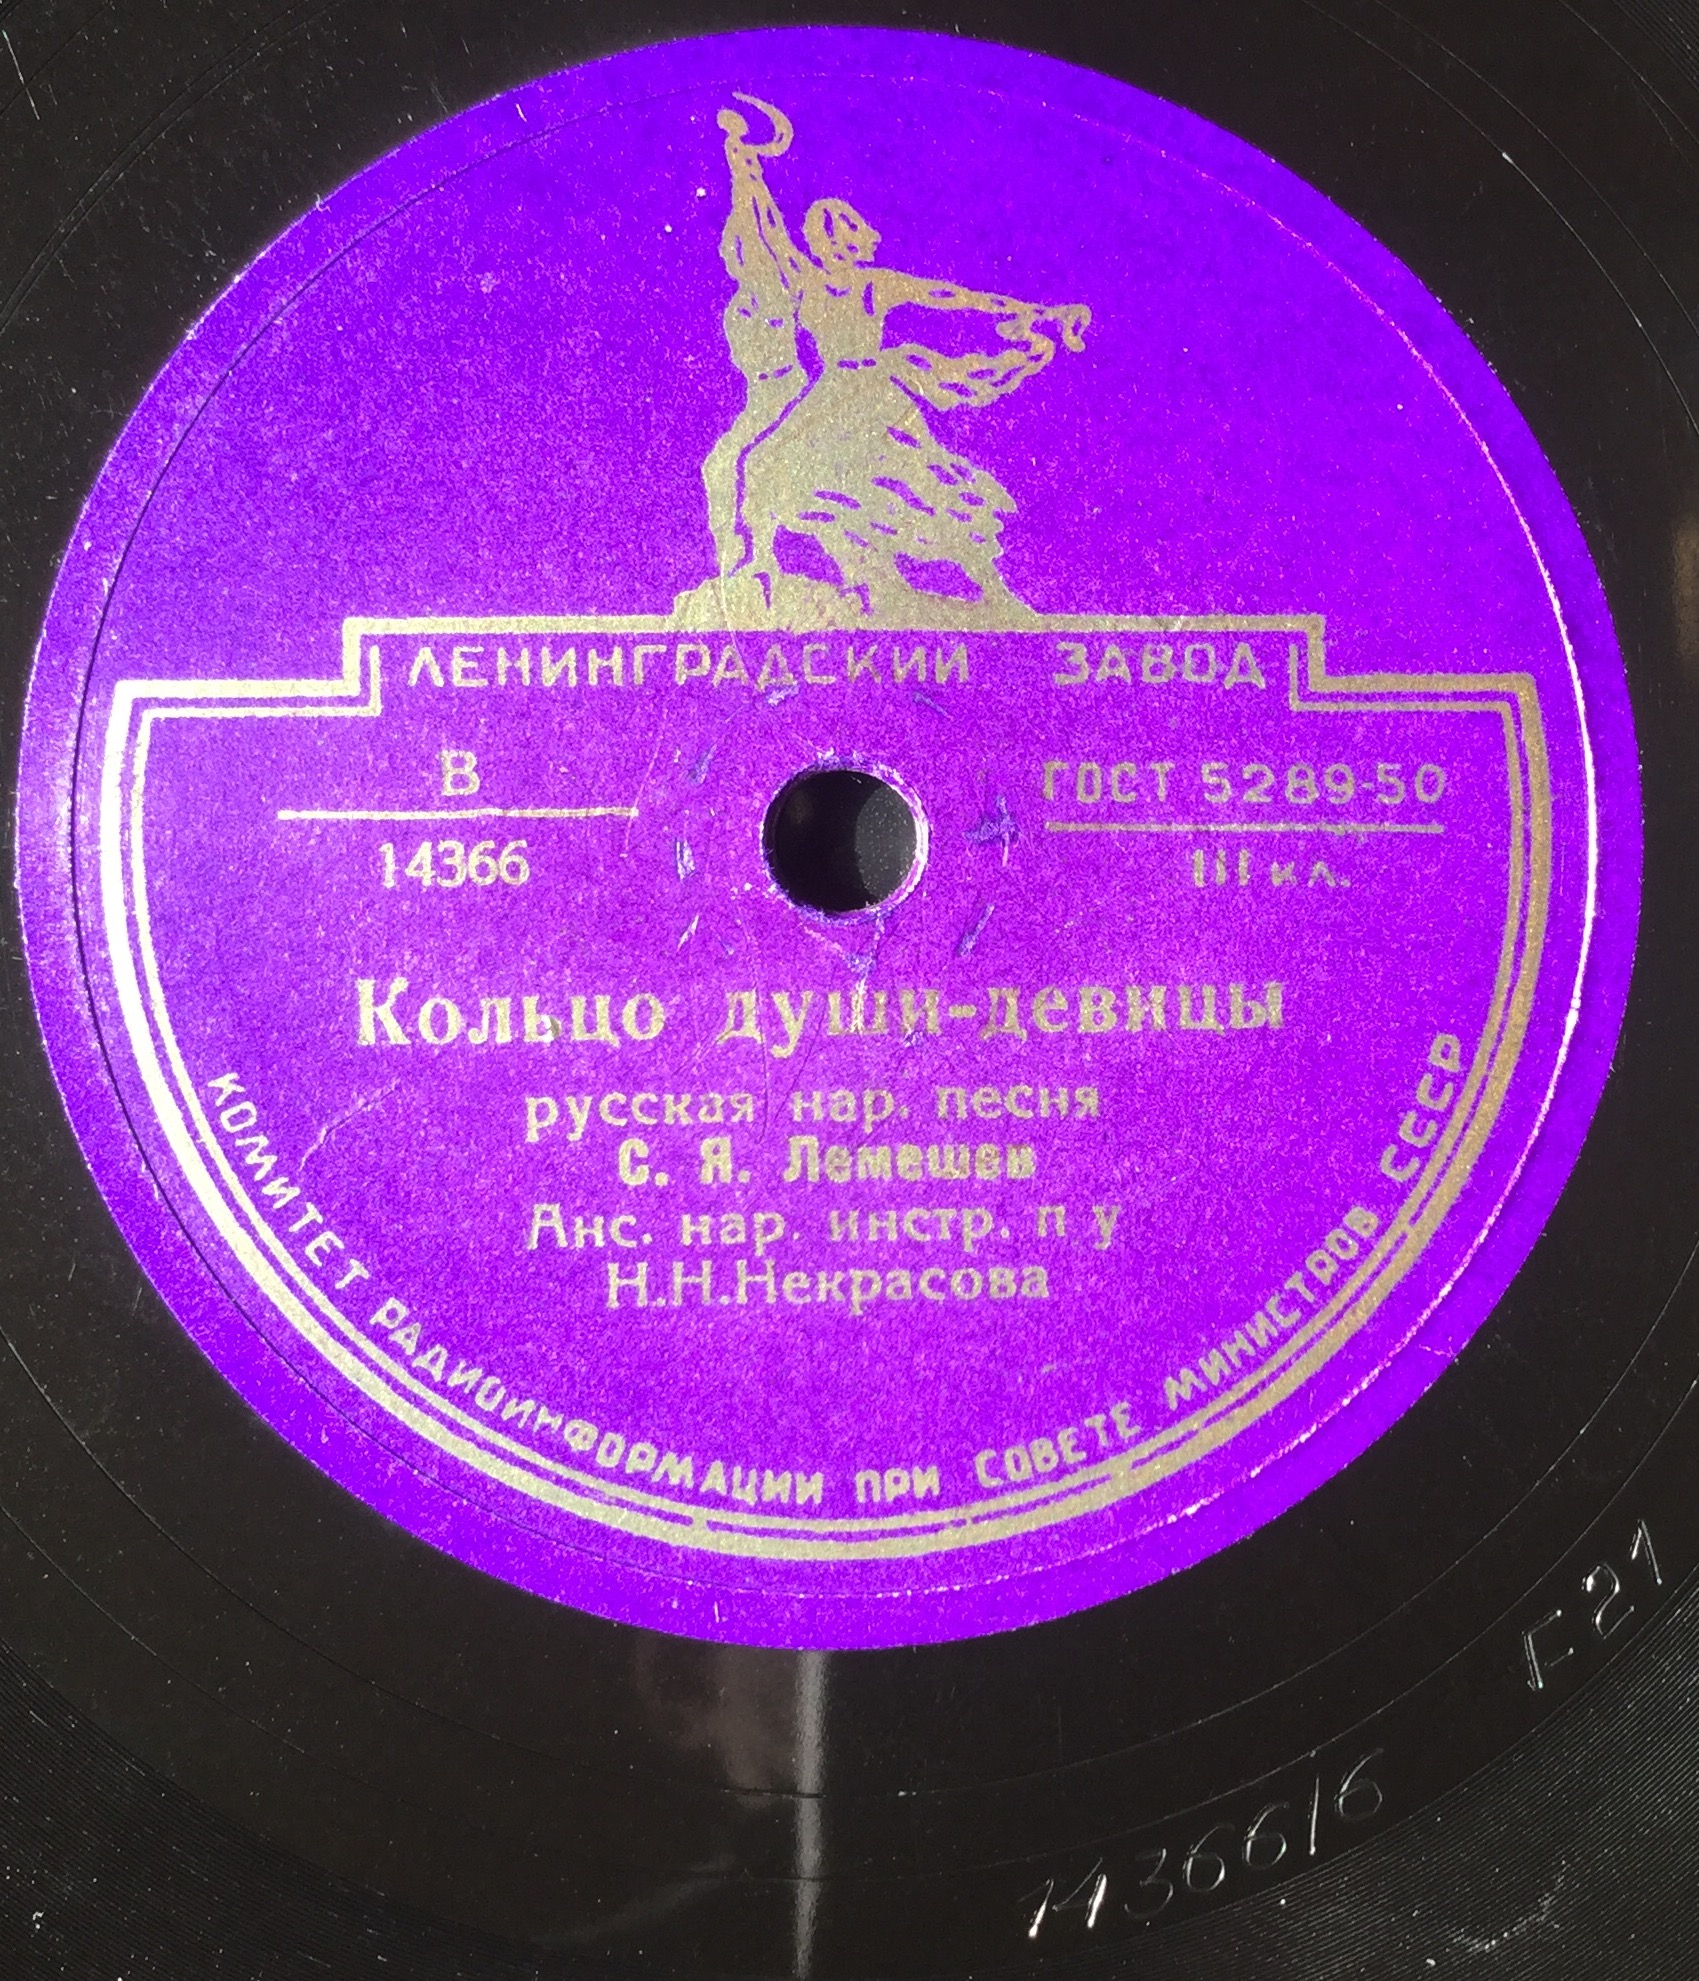 ЛЕНИНГРАДСКИЙ ЗАВОД
В
14366
ГОСТ 5289-50
III кл.
Кольцо души-девицы
русская нар. песня
С. Я. Лемешев
Анс. нар. инстр. п у
Н.Н.Некрасова
КОМИТЕТ РАДИОИНФОРМАЦИИ ПРИ СОВЕТЕ МИНИСТРОВ СССР
14366/6
Г21